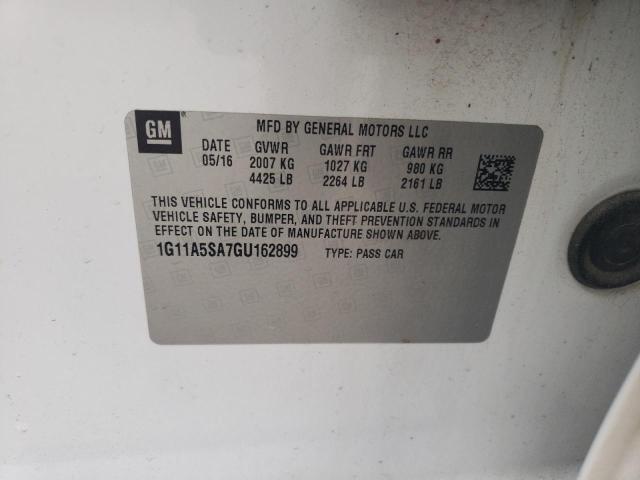 GM
MFD BY GENERAL MOTORS LLC
DATE GVWR GAWR FRT GAWR RR
05/16 2007 KG 1027 KG 980 KG
4425 LB 2264 LB 2161 LB
THIS VEHICLE CONFORMS TO ALL APPLICABLE U.S. FEDERAL MOTOR
VEHICLE SAFETY, BUMPER, AND THEFT PREVENTION STANDARDS IN
EFFECT ON THE DATE OF MANUFACTURE SHOWN ABOVE.
1G11A5SA7GU162899 TYPE: PASS CAR